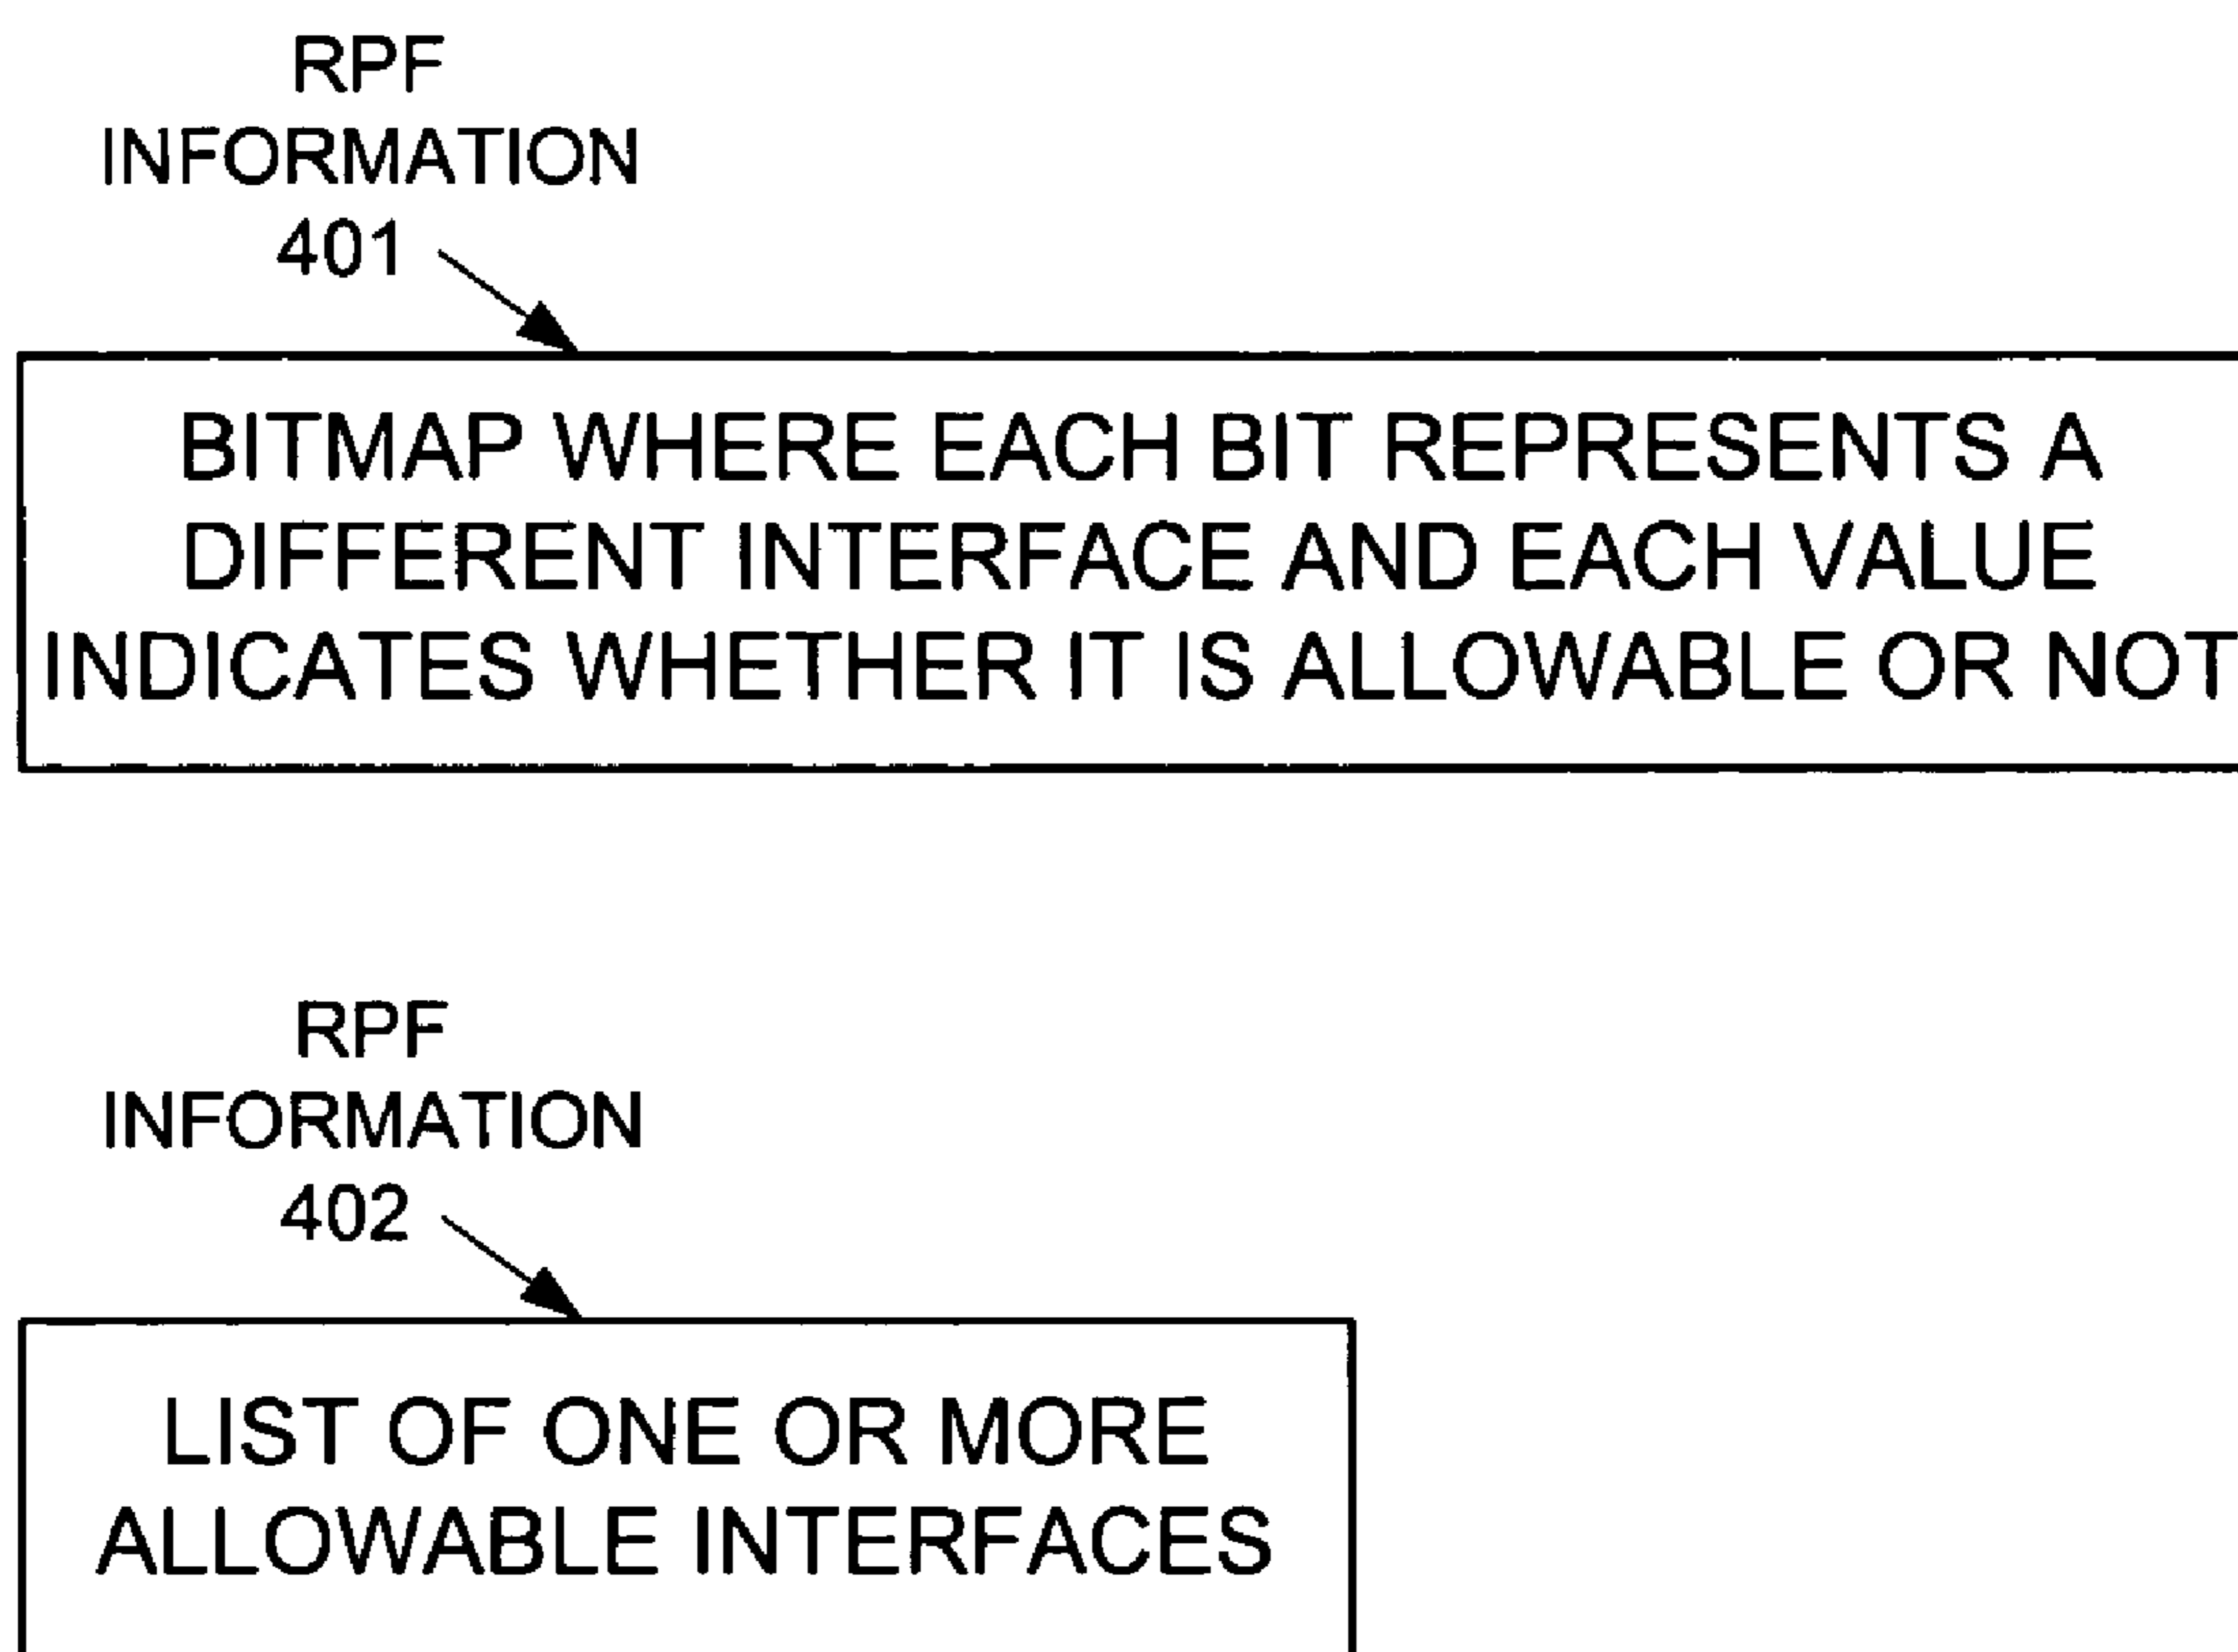 RPF
INFORMATION
401
BITMAP WHERE EACH BIT REPRESENTS A
DIFFERENT INTERFACE AND EACH VALUE
INDICATES WHETHER IT IS ALLOWABLE OR NOT
RPF
INFORMATION
402
LIST OF ONE OR MORE
ALLOWABLE INTERFACES